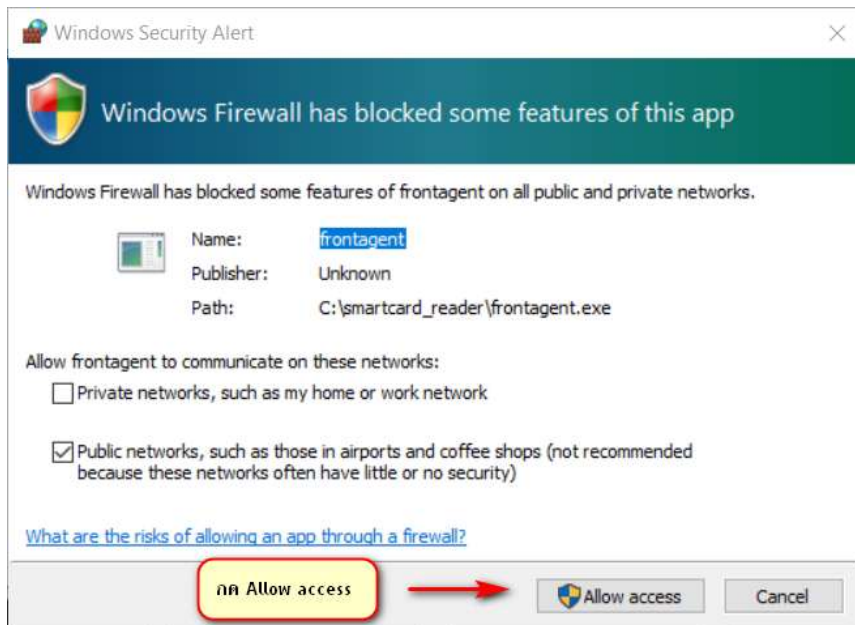 Windows Security Alert
Windows Firewall has blocked some features of this app
Windows Firewall has blocked some features of frontagent on all public and private networks.
Name: frontagent
Publisher: Unknown
Path: C:\smartcard_reader\frontagent.exe
Allow frontagent to communicate on these networks:
Private networks, such as my home or work network
Public networks, such as those in airports and coffee shops (not recommended
because these networks often have little or no security)
What are the risks of allowing an app through a firewall?
กด Allow access
Allow access Cancel